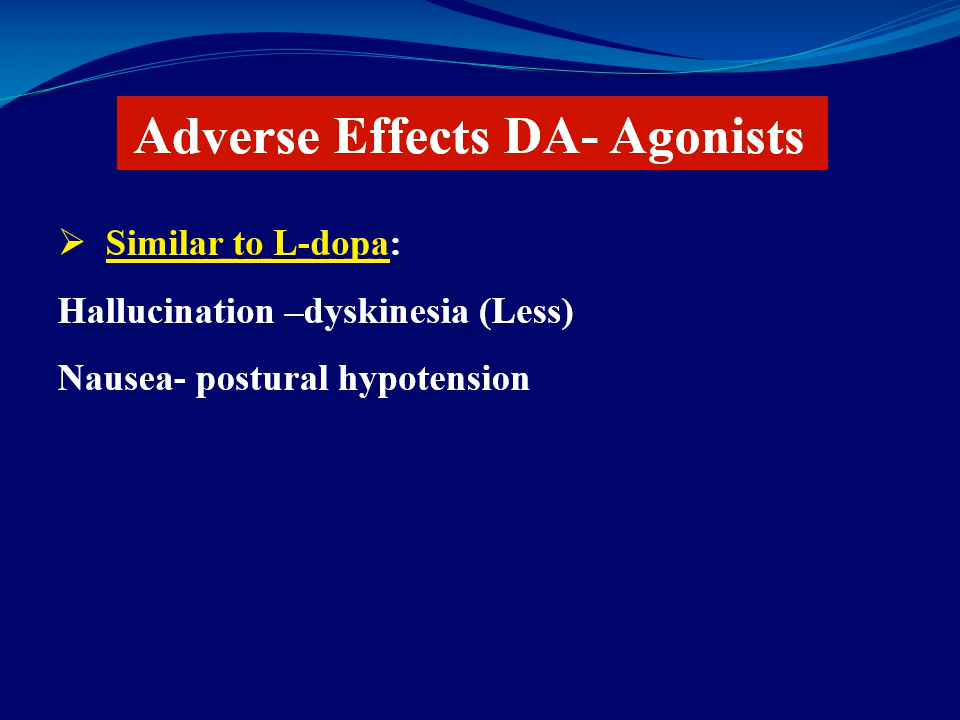 Adverse Effects DA- Agonists
➢ Similar to L-dopa:
Hallucination –dyskinesia (Less)
Nausea- postural hypotension